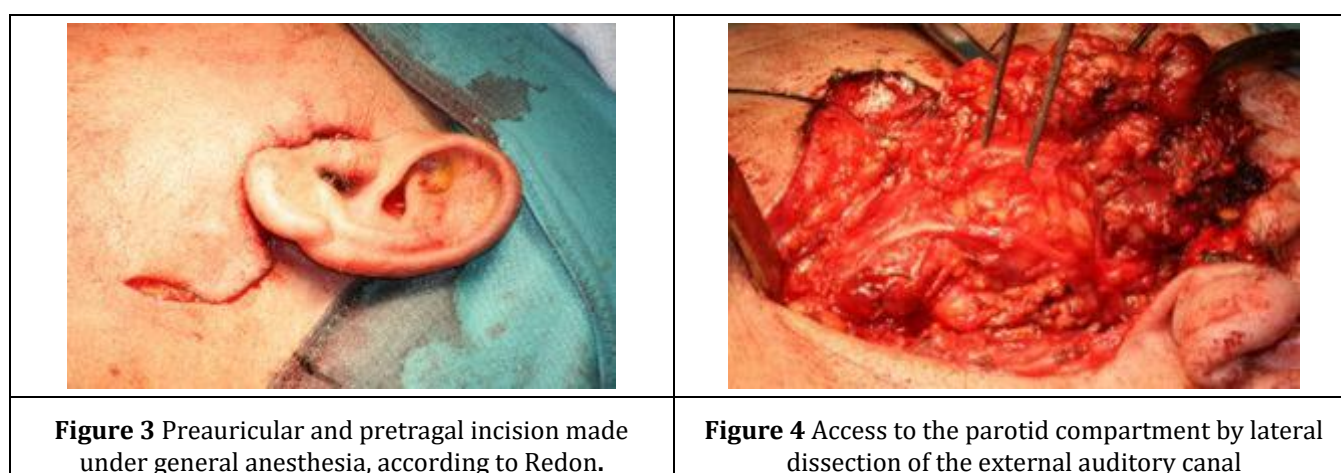 Figure 3 Preauricular and pretragal incision made
under general anesthesia, according to Redon.
Figure 4 Access to the parotid compartment by lateral
dissection of the external auditory canal